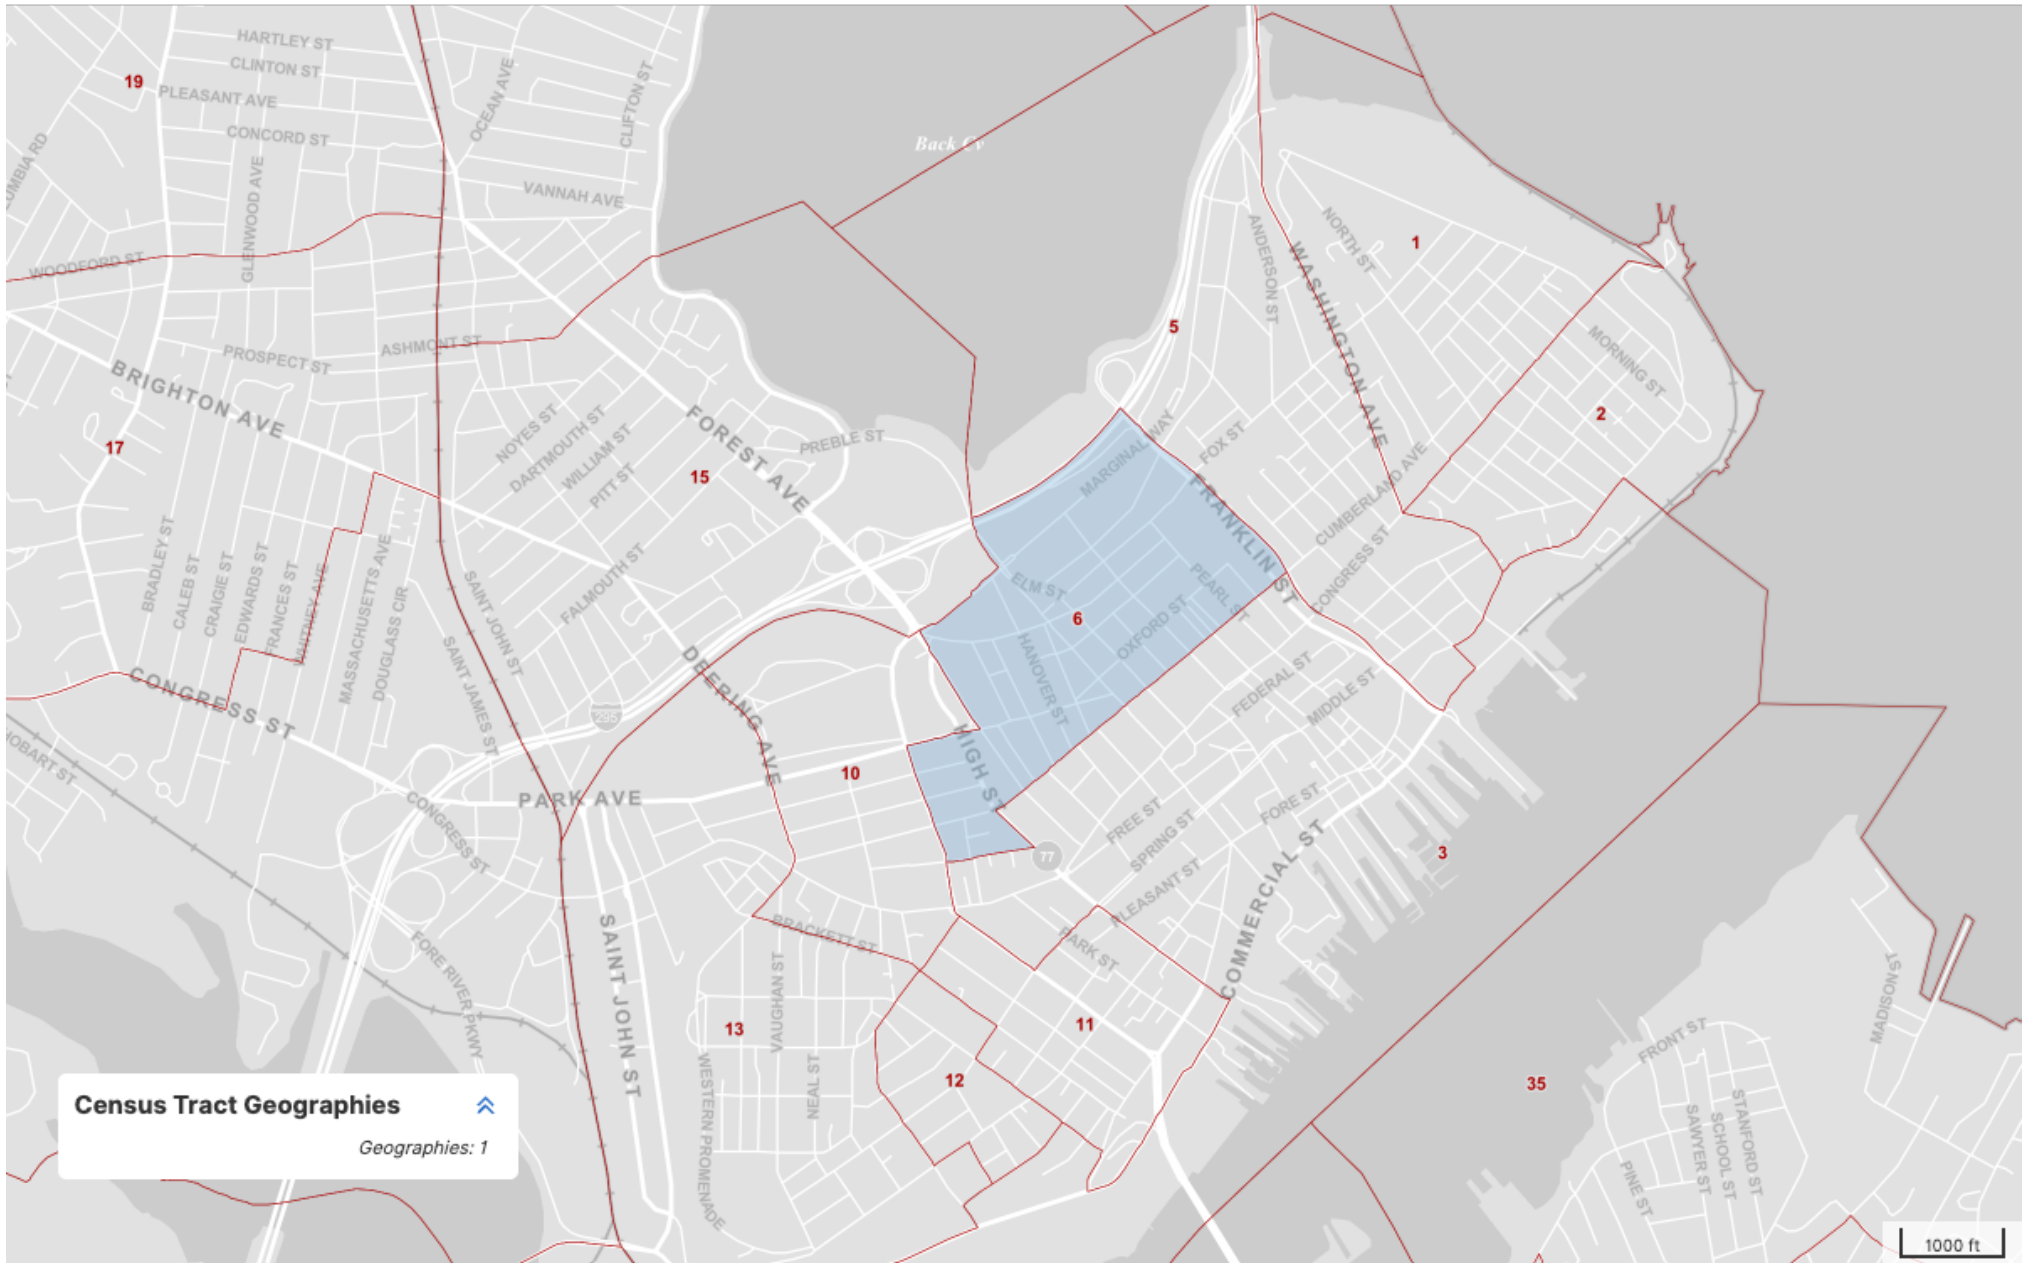 HARTLEY ST
CLINTON ST
19
PLEASANT AVE
OCEAN AVE
CLIFTON ST
CONCORD ST
Back Cv
UMBIA RD
GLENWOOD AVE
VANNAH AVE
ANDERSON ST
NORTH ST
1
WASHINGTON AVE
WOODFORD ST
5
PROSPECT ST
ASHMONT ST
MORNING ST
BRIGHTON AVE
2
17
NOYES ST
DARTMOUTH ST
WILLIAM ST
PITT ST
15
FOREST AVE
PREBLE ST
MARGINAL WAY
FOX ST
FRANKLIN ST
CUMBERLAND AVE
CONGRESS ST
BRADLEY ST
CALEB ST
CRAIGIE ST
EDWARDS ST
FRANCES ST
WHITNEY AVE
MASSACHUSETTS AVE
DOUGLASS CIR
SAINT JOHN ST
SAINT JAMES ST
FALMOUTH ST
ELM ST
6
PEARL ST
OXFORD ST
HANOVER ST
CONGRESS ST
295
DEERING AVE
HIGH ST
FEDERAL ST
MIDDLE ST
HOBART ST
10
PARK AVE
CONGRESS ST
FREE ST
SPRING ST
FORE ST
PLEASANT ST
COMMERCIAL ST
3
77
BRACKETT ST
PARK ST
SAINT JOHN ST
FORE RIVER PKWY
VAUGHAN ST
13
11
12
NEAL ST
WESTERN PROMENADE
35
MADISON ST
FRONT ST
STANFORD ST
SCHOOL ST
SAWYER ST
PINE ST
Census Tract Geographies
Geographies: 1
1000 ft